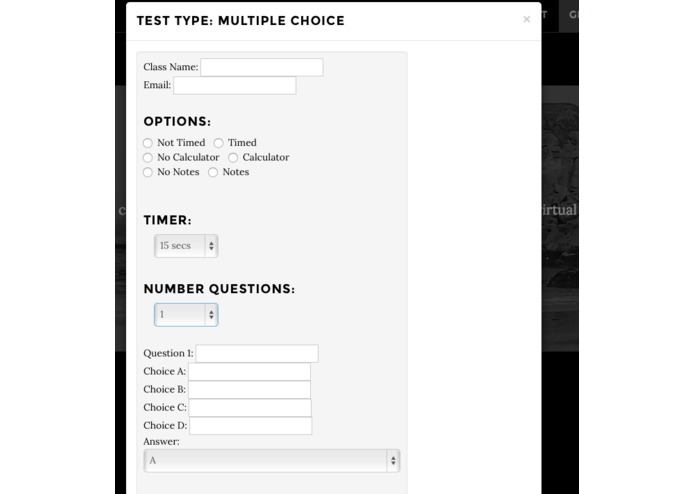 TEST TYPE: MULTIPLE CHOICE ×
Class Name:
Email:
OPTIONS:
Not Timed Timed
No Calculator Calculator
No Notes Notes
TIMER:
15 secs
NUMBER QUESTIONS:
1
Question 1:
Choice A:
Choice B:
Choice C:
Choice D:
Answer:
A